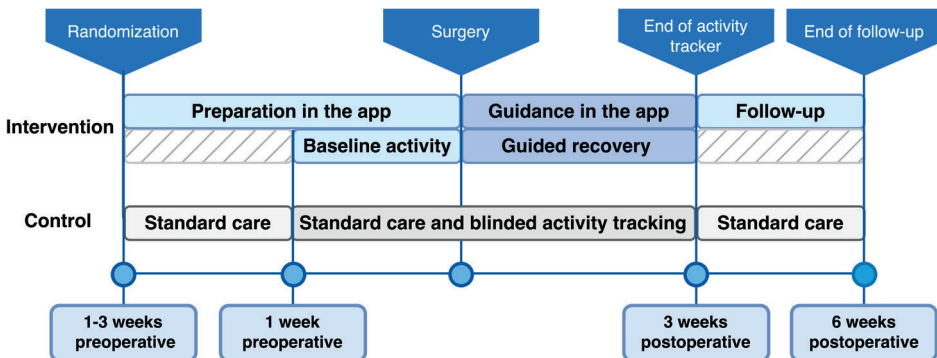 Randomization
Surgery
End of activity
tracker
End of follow-up
Intervention
Preparation in the app
Guidance in the app
Follow-up
Baseline activity
Guided recovery
Control
Standard care
Standard care and blinded activity tracking
Standard care
1-3 weeks
preoperative
1 week
preoperative
3 weeks
postoperative
6 weeks
postoperative